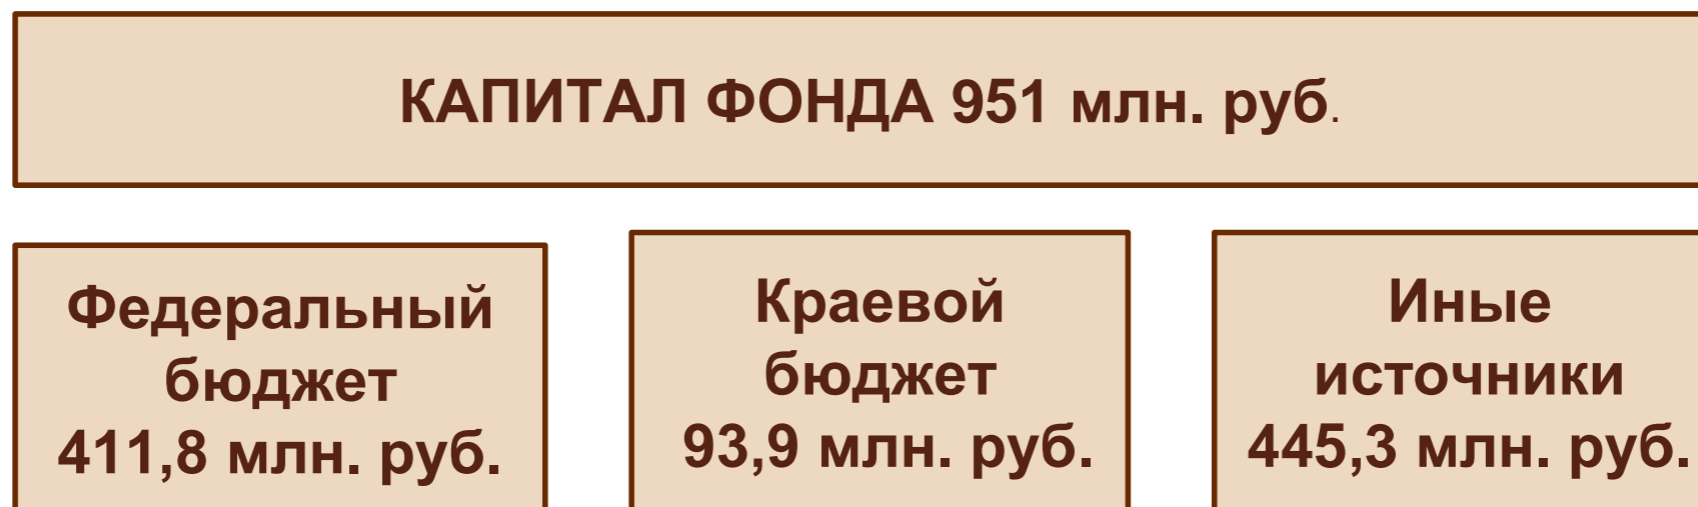 КАПИТАЛ ФОНДА 951 млн. руб.
Федеральный
бюджет
411,8 млн. руб.
Краевой
бюджет
93,9 млн. руб.
Иные
источники
445,3 млн. руб.